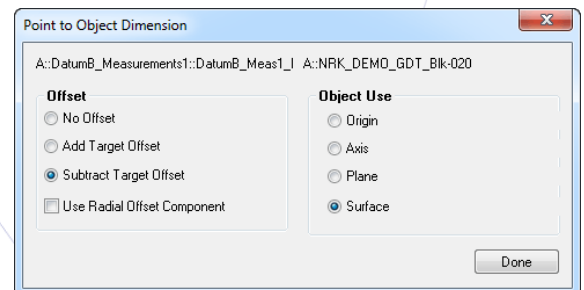 Point to Object Dimension
A::DatumB_Measurements1::DatumB_Meas1_I A::NRK_DEMO_GDT_Blk-020
Offset
No Offset
Add Target Offset
Subtract Target Offset
Use Radial Offset Component
Object Use
Origin
Axis
Plane
Surface
Done